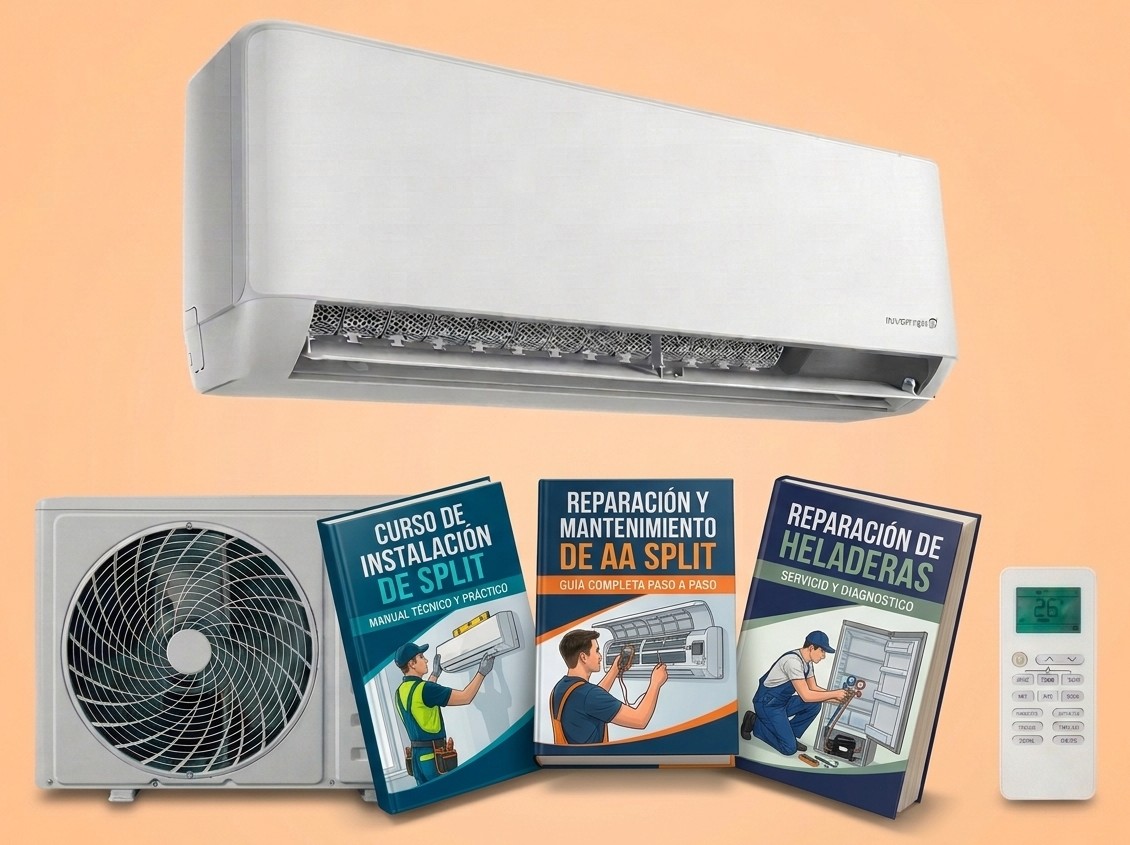 CURSO DE
INSTALACIÓN
DE SPLIT
MANUAL TÉCNICO Y PRÁCTICO
REPARACIÓN Y
MANTENIMIENTO
DE AA SPLIT
GUÍA COMPLETA PASO A PASO
REPARACIÓN DE
HELADERAS
SERVICIO Y DIAGNOSTICO
26°